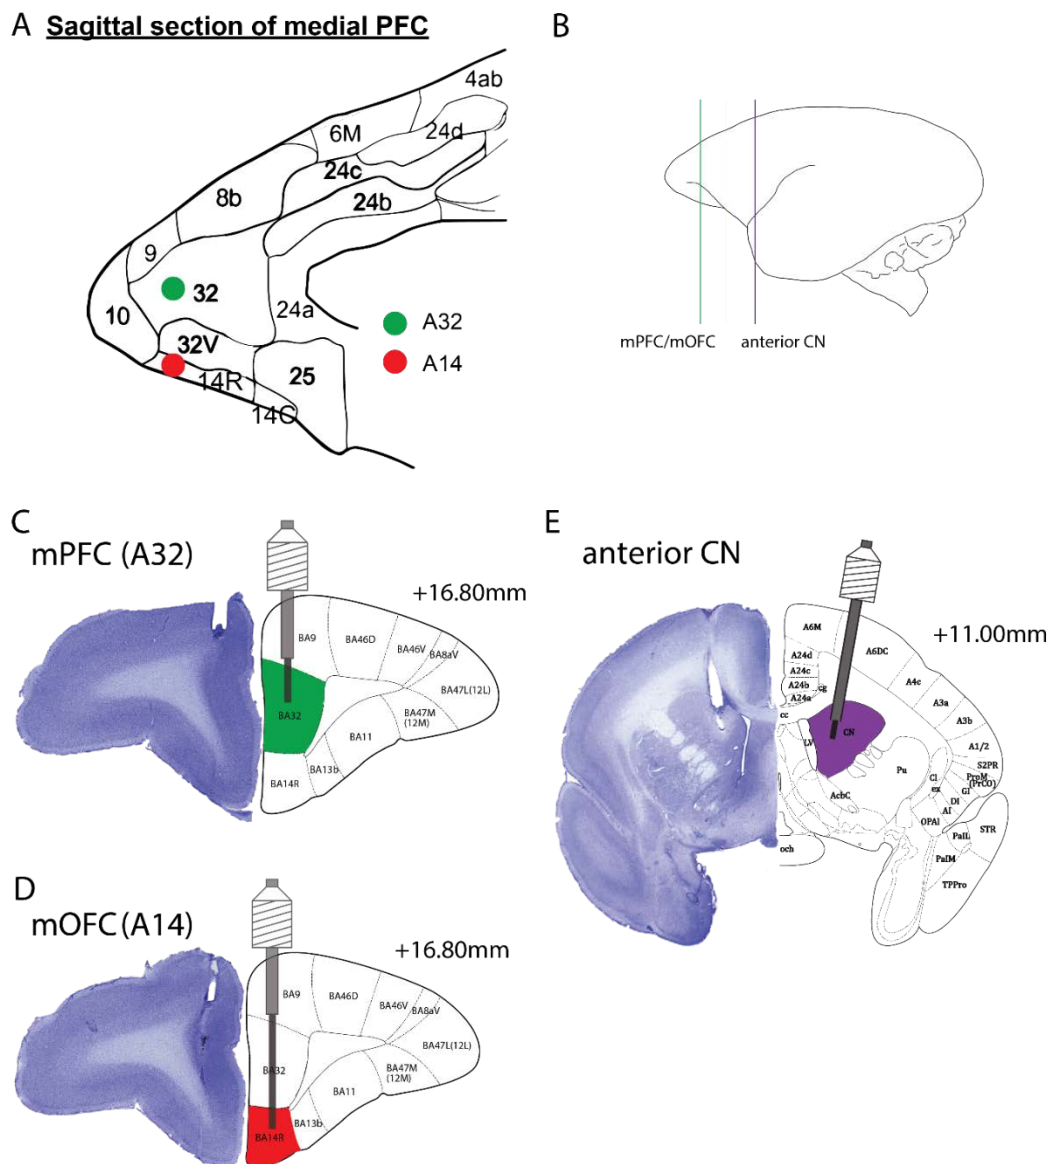 A Sagittal section of medial PFC
4ab
6M
24d
24c
8b
24b
9
32
24a
10
32V
14R
25
14C
A32
A14
B
mPFC/mOFC
anterior CN
C
mPFC (A32)
+16.80mm
BA9
BA46D
BA46V
BA8aV
BA47L(12L)
BA32
BA47M
(12M)
BA11
BA13b
BA14R
D
mOFC (A14)
+16.80mm
BA9
BA46D
BA46V
BA8aV
BA47L(12L)
BA32
BA47M
(12M)
BA11
BA13b
BA14R
E
anterior CN
+11.00mm
A6M
A6DC
A24d
A24c
A24b
A24a
cg
A4c
A3a
A3b
cc
LV
CN
A1/2
S2PR
ProM
(PrCO)
Pu
Cl
ex
GI
DI
AI
AcbC
OPAl
STR
PaIL
PaIM
och
TPPro